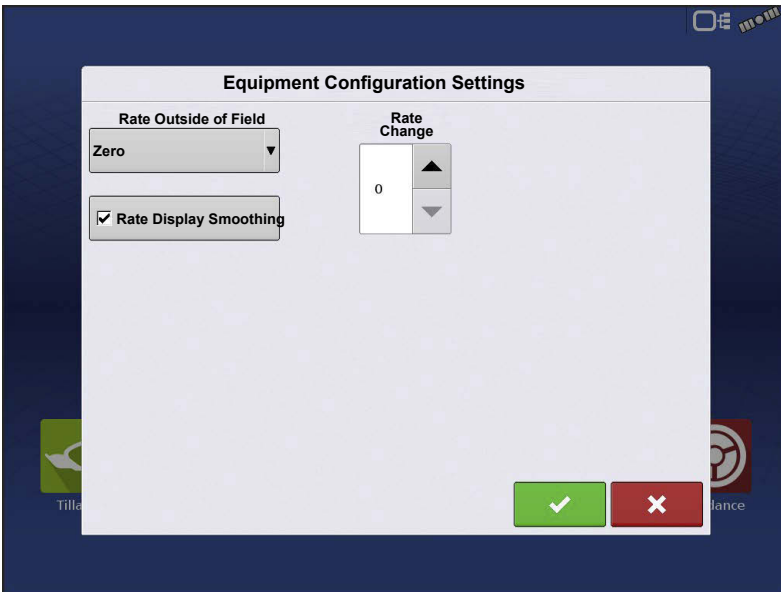 Equipment Configuration Settings
Rate Outside of Field
Zero
Rate Display Smoothing
Rate
Change
0
Tilla
dance